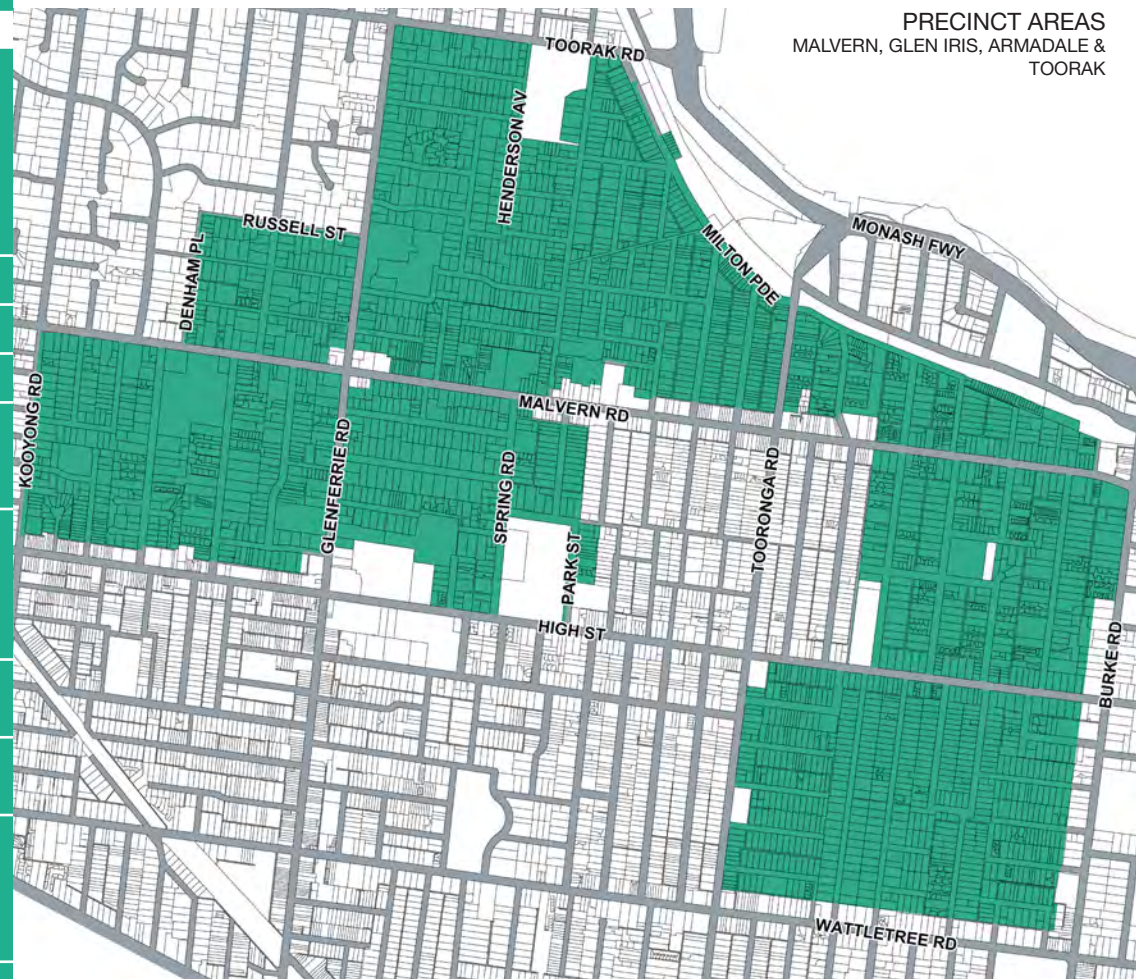 PRECINCT AREAS
MALVERN, GLEN IRIS, ARMADALE &
TOORAK
TOORAK RD
HENDERSON AV
RUSSELL ST
DENHAM PL
MILTON PDE
MONASH FWY
KOOYONG RD
GLENFERRIE RD
MALVERN RD
SPRING RD
TOORONGA RD
PARK ST
HIGH ST
BURKE RD
WATTLETREE RD